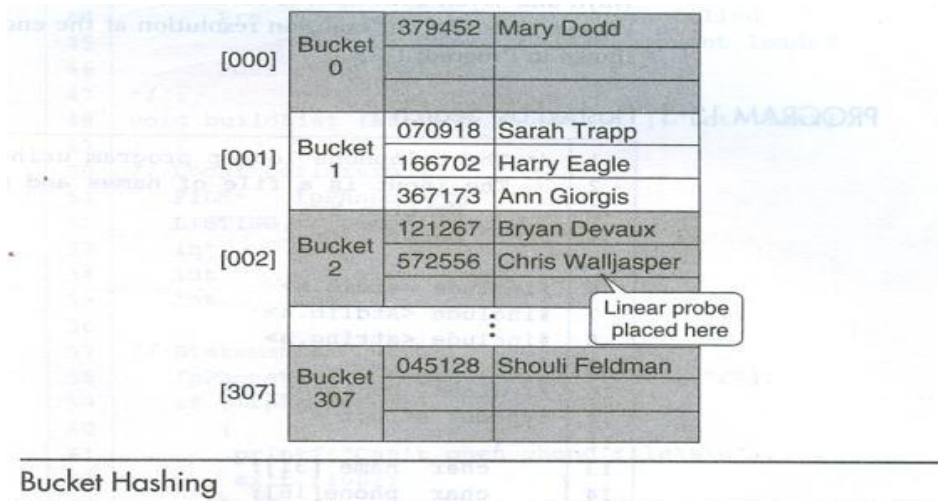 [000] Bucket 0 379452 Mary Dodd
[001] Bucket 1 070918 Sarah Trapp
166702 Harry Eagle
367173 Ann Giorgis
[002] Bucket 2 121267 Bryan Devaux
572556 Chris Walljasper
Linear probe
placed here
⋮
[307] Bucket 307 045128 Shouli Feldman
Bucket Hashing